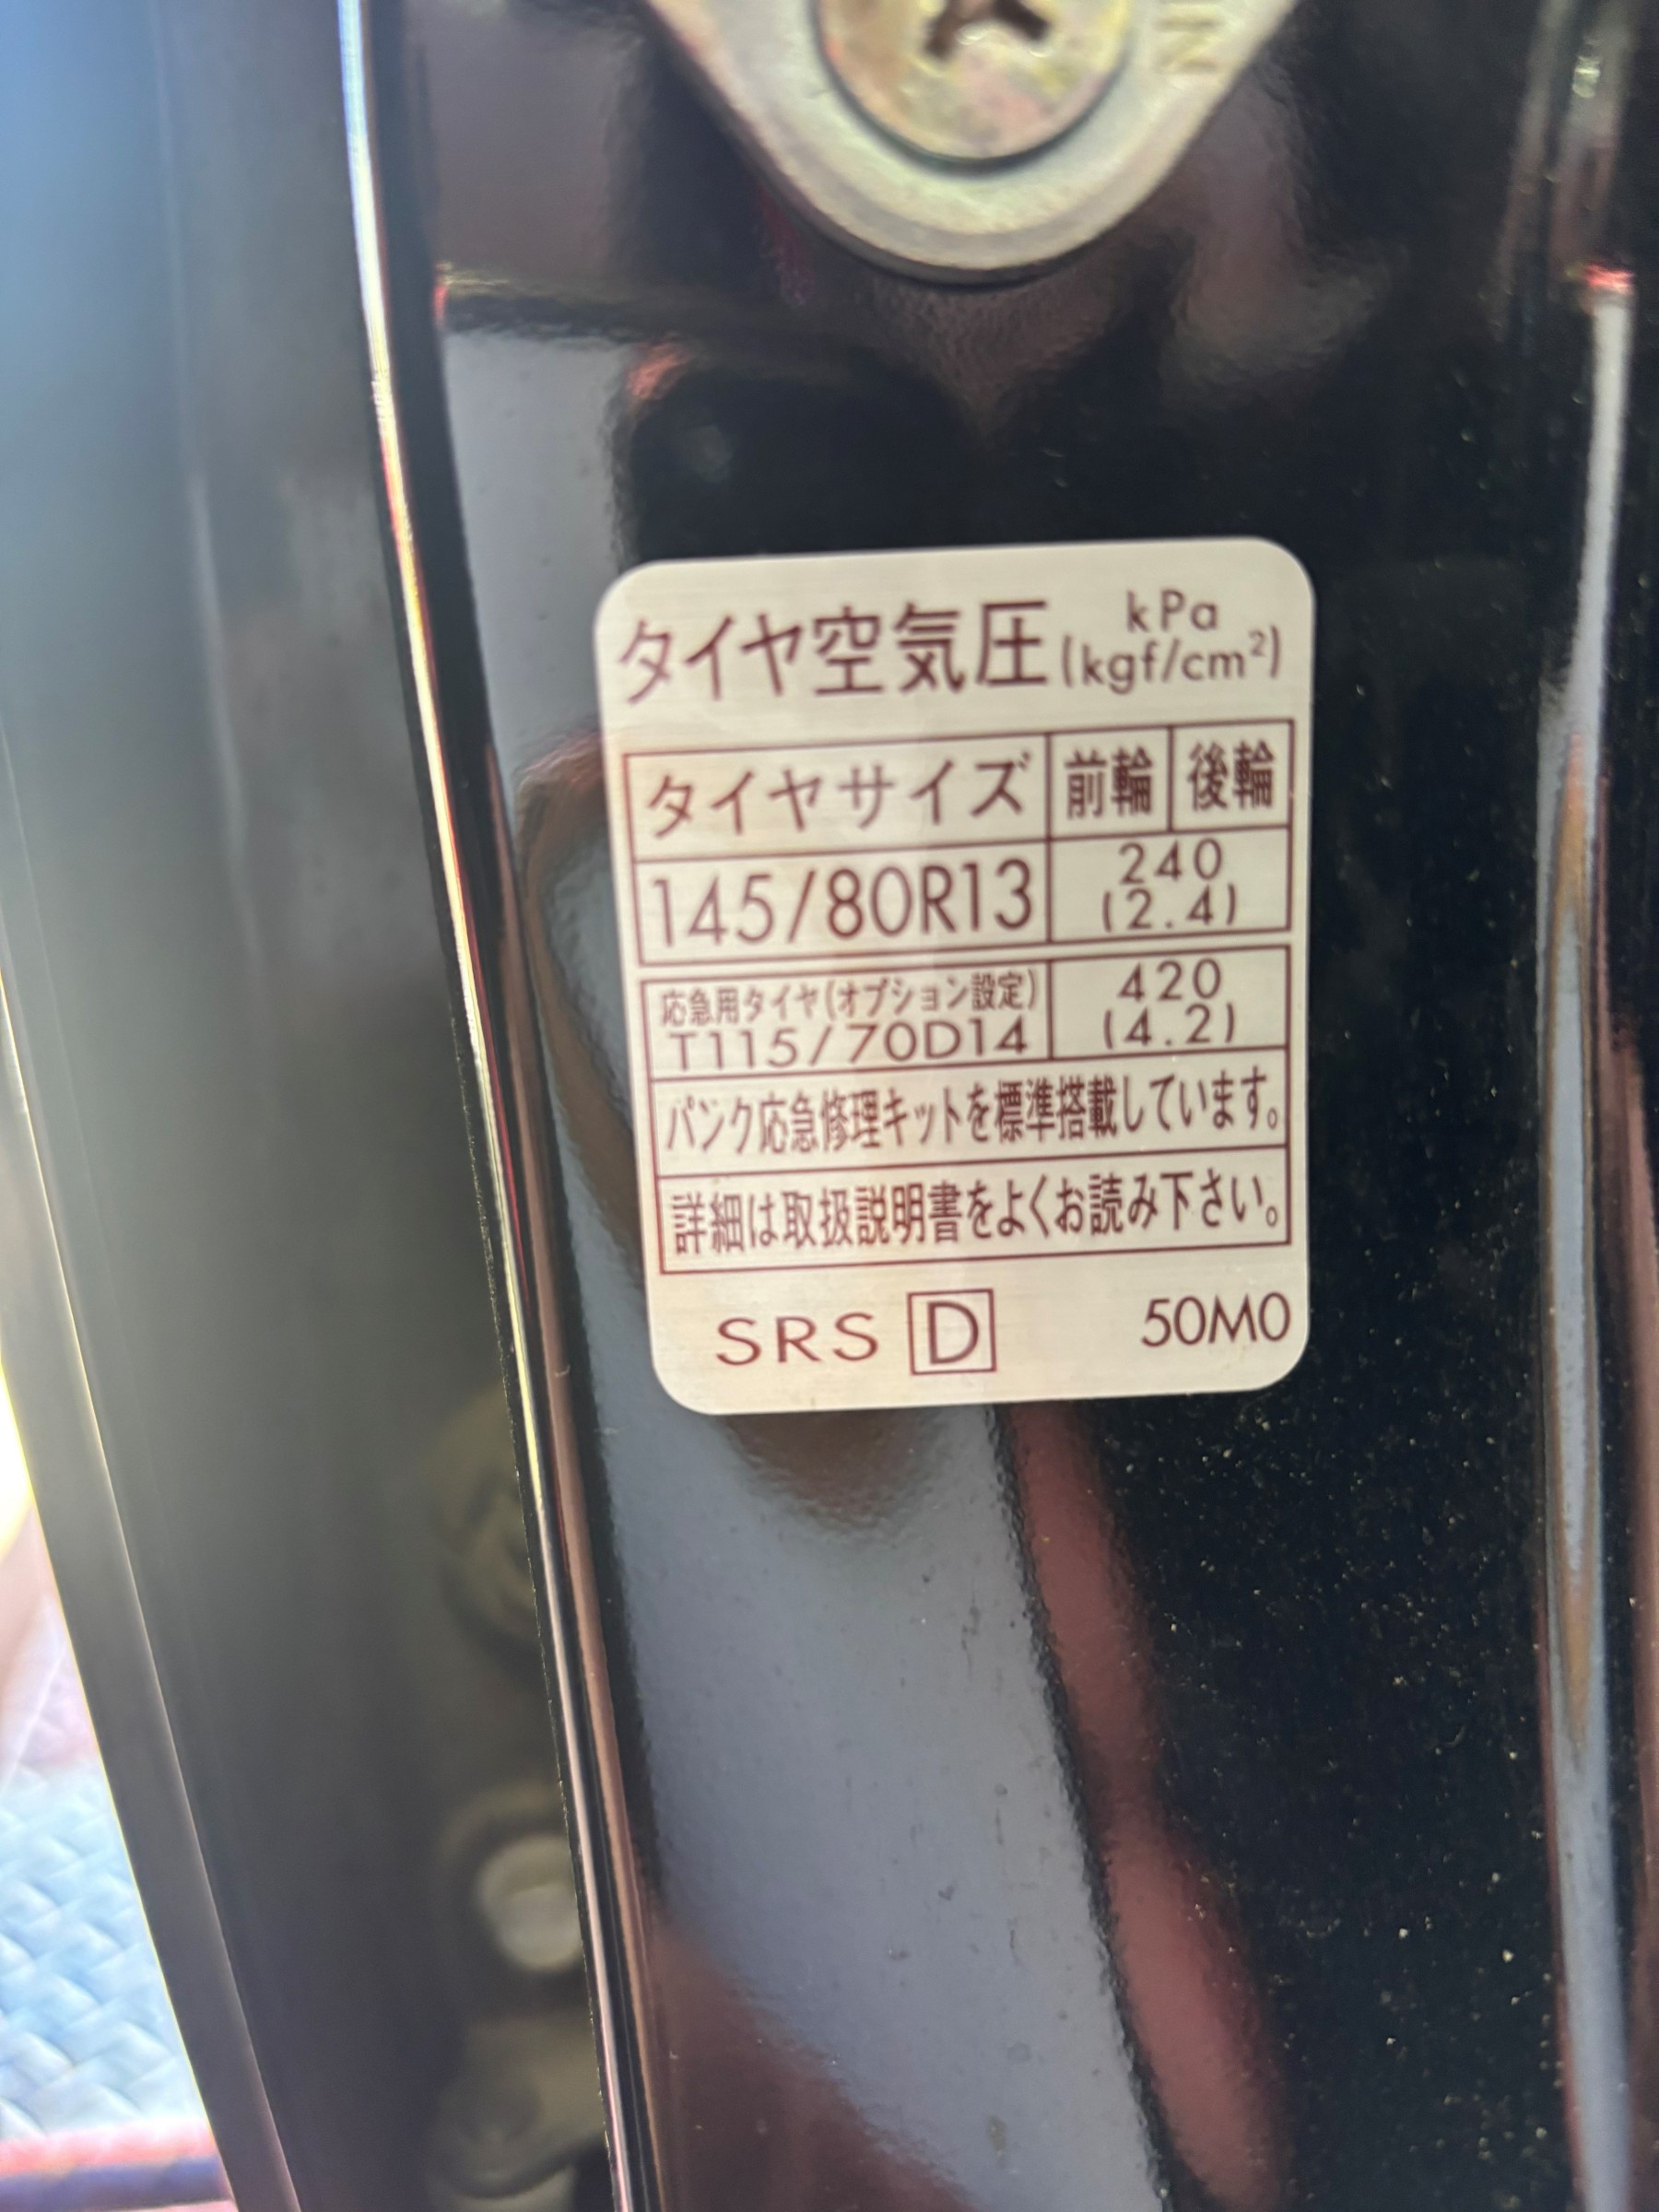 タイヤ空気圧 kPa
(kgf/cm²)
タイヤサイズ 前輪 後輪
145/80R13 240
(2.4)
応急用タイヤ(オプション設定) 420
T115/70D14 (4.2)
パンク応急修理キットを標準搭載しています。
詳細は取扱説明書をよくお読み下さい。
SRS D 50M0